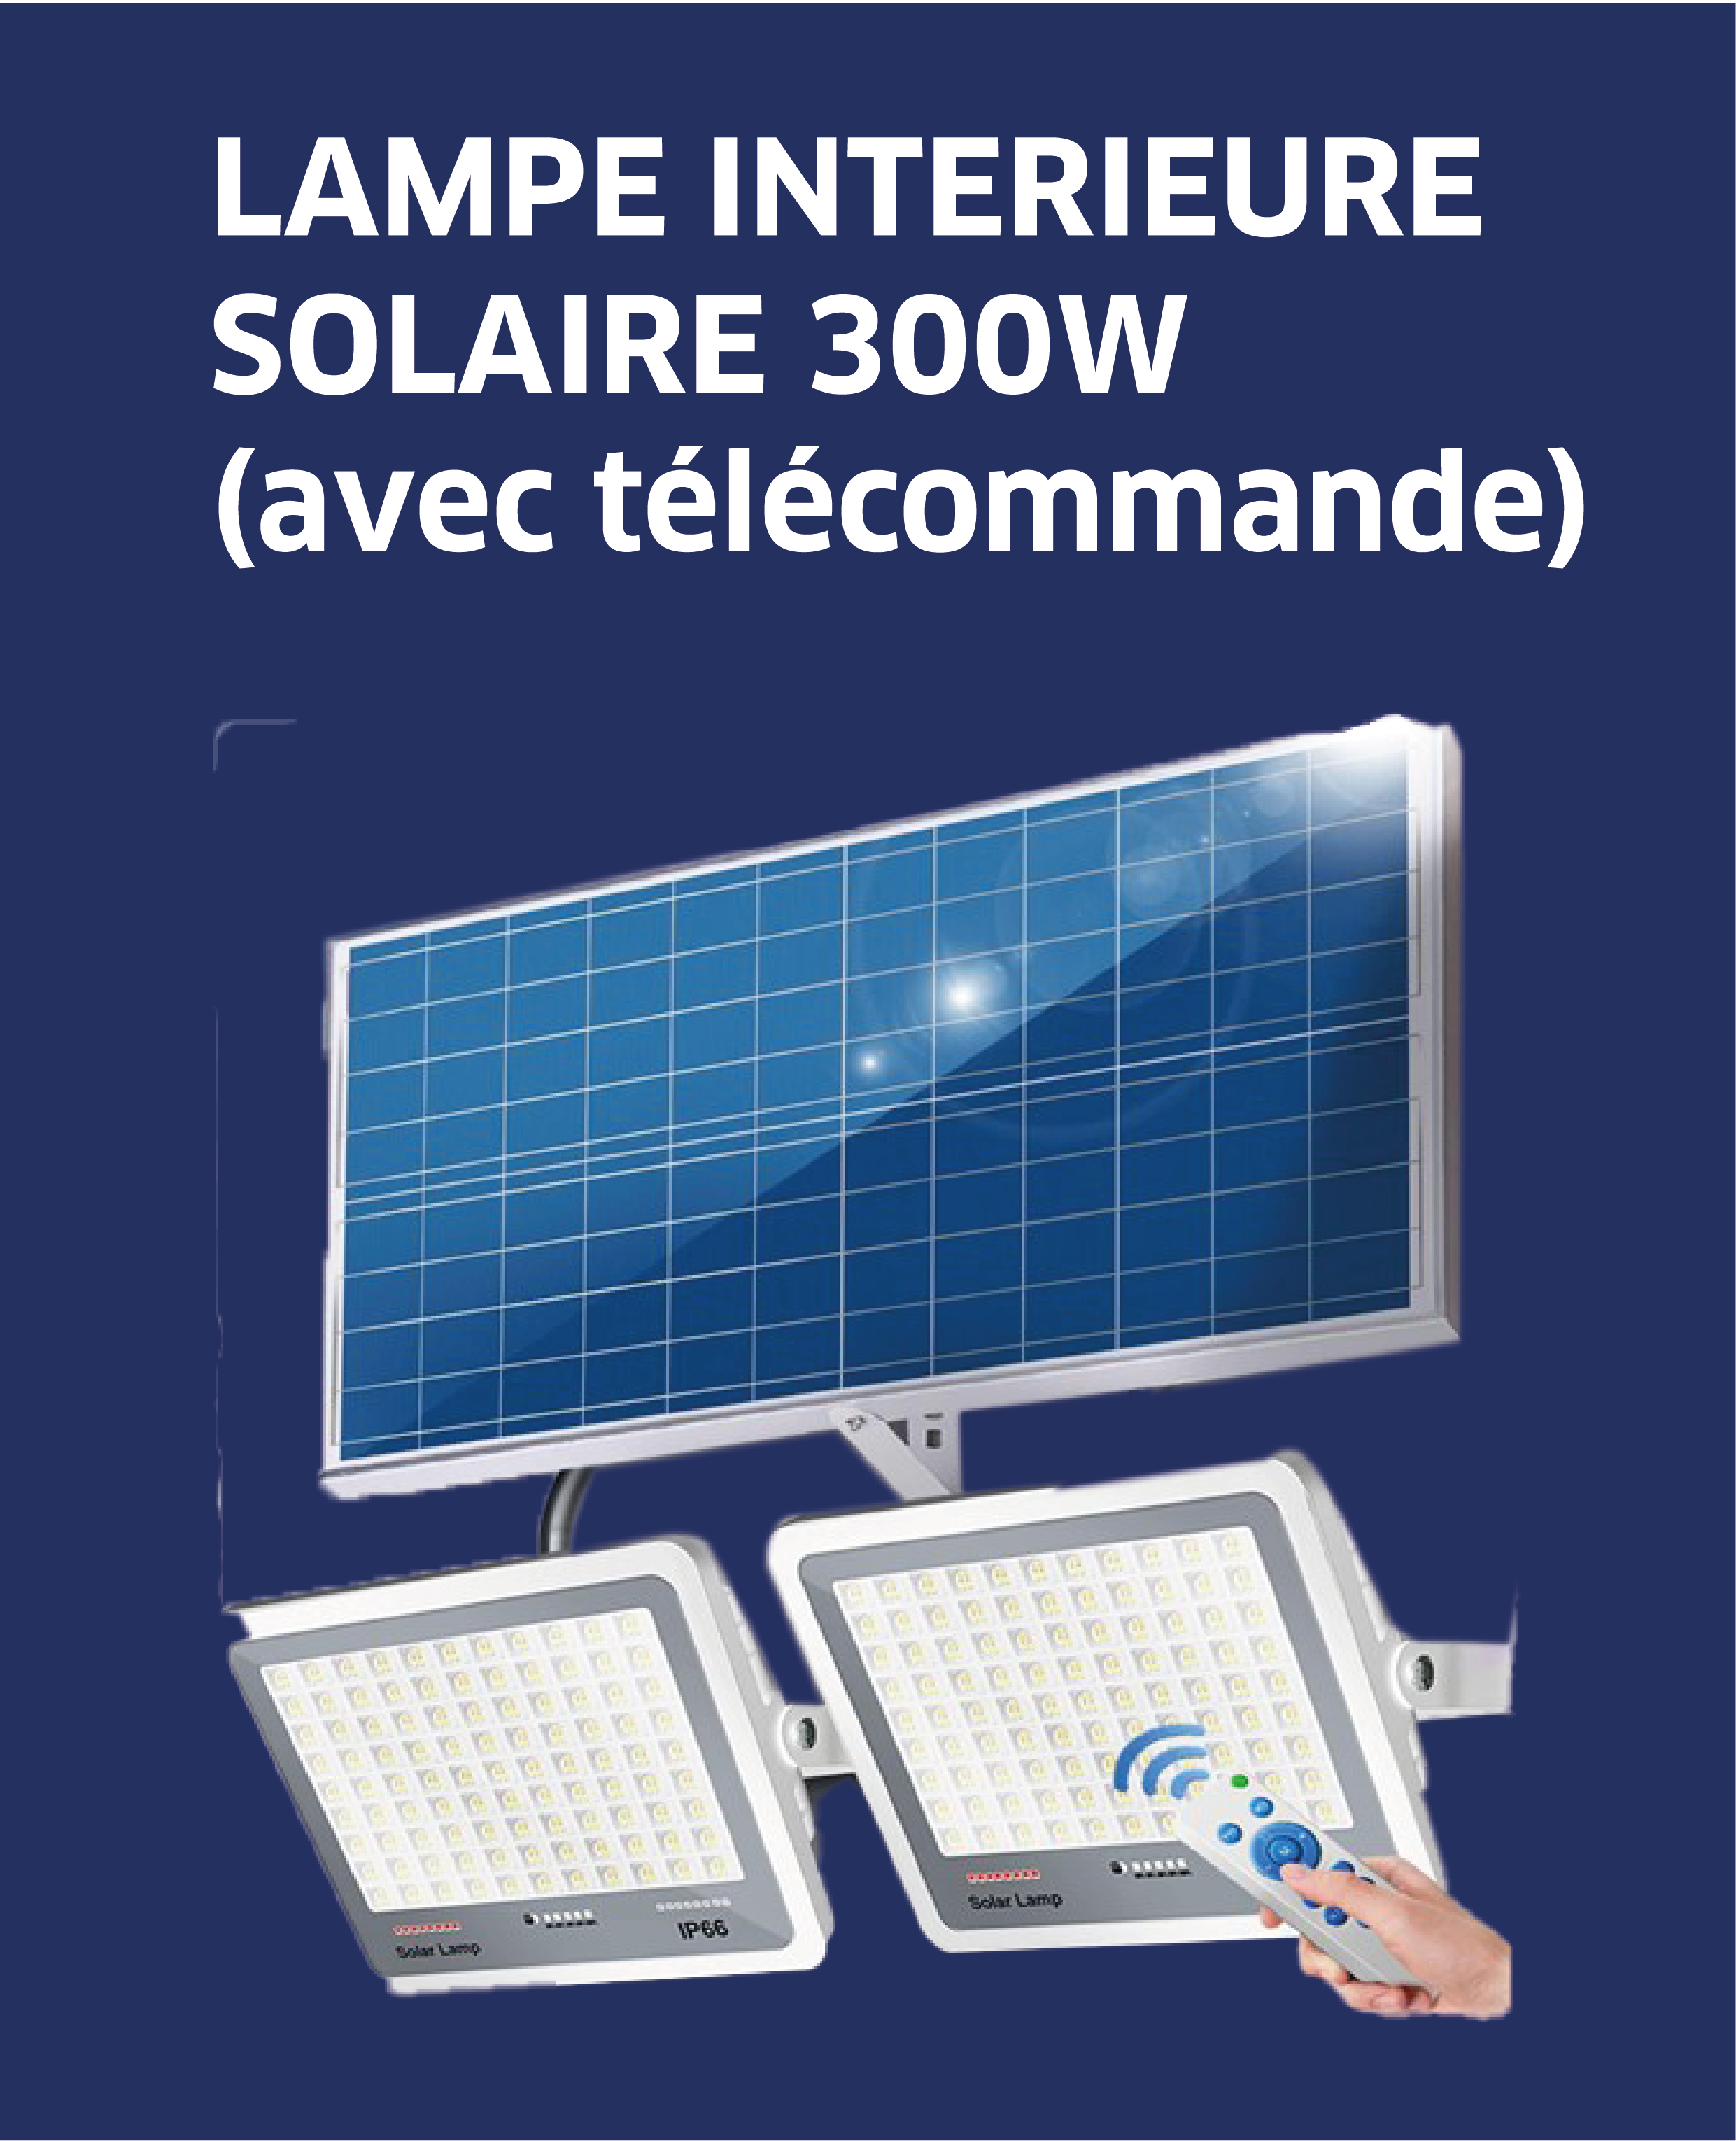 LAMPE INTERIEURE
SOLAIRE 300W
(avec télécommande)
Solar Lamp
IP66
Solar Lamp